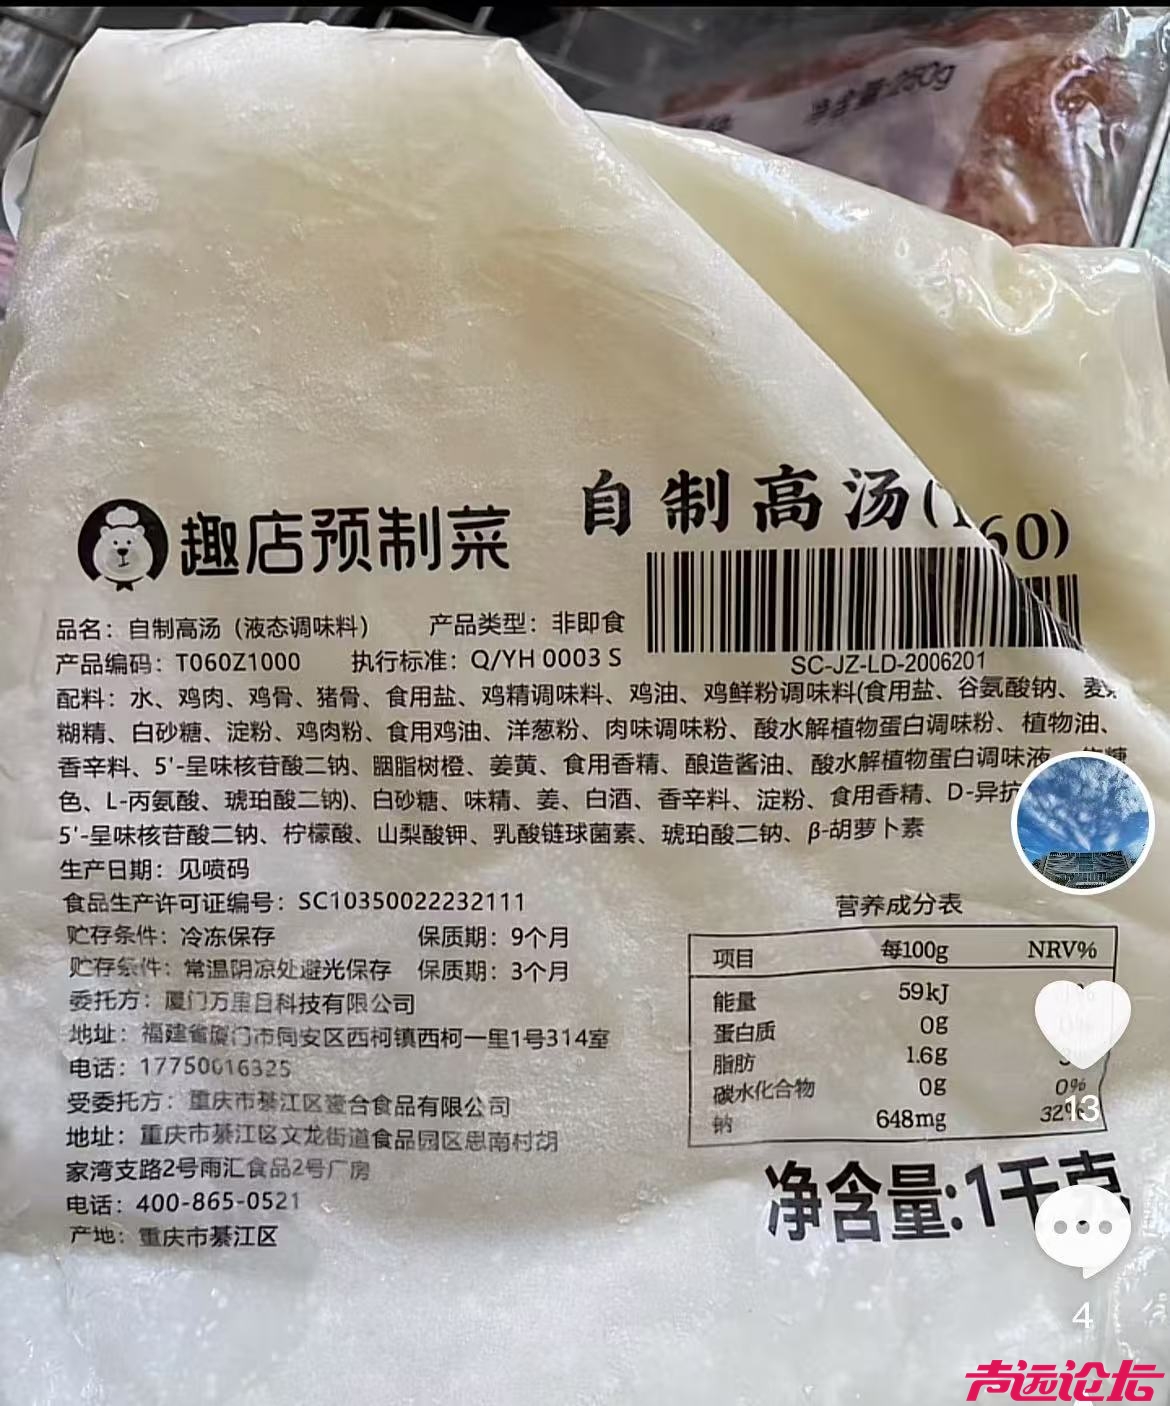 净含量:250g
趣店预制菜
自制高汤(
60)
SC-JZ-LD-2006201
品名：自制高汤（液态调味料） 产品类型：非即食
产品编码：T060Z1000 执行标准：Q/YH 0003 S
配料：水、鸡肉、鸡骨、猪骨、食用盐、鸡精调味料、鸡油、鸡鲜粉调味料(食用盐、谷氨酸钠、麦
糊精、白砂糖、淀粉、鸡肉粉、食用鸡油、洋葱粉、肉味调味粉、酸水解植物蛋白调味粉、植物油、
香辛料、5'-呈味核苷酸二钠、胭脂树橙、姜黄、食用香精、酿造酱油、酸水解植物蛋白调味液、
色、L-丙氨酸、琥珀酸二钠)、白砂糖、味精、姜、白酒、香辛料、淀粉、食用香精、D-异抗
5'-呈味核苷酸二钠、柠檬酸、山梨酸钾、乳酸链球菌素、琥珀酸二钠、β-胡萝卜素
生产日期：见喷码
食品生产许可证编号：SC10350022232111
贮存条件：冷冻保存 保质期：9个月
贮存条件：常温阴凉处避光保存 保质期：3个月
委托方：厦门万里目科技有限公司
地址：福建省厦门市同安区西柯镇西柯一里1号314室
电话：17750616325
受委托方：重庆市綦江区 合食品有限公司
地址：重庆市綦江区文龙街道食品园区思南村胡
家湾支路2号雨汇食品2号厂房
电话：400-865-0521
产地：重庆市綦江区
营养成分表
项目 每100g NRV%
能量 59kJ
蛋白质 0g
脂肪 1.6g
碳水化合物 0g 0%
钠 648mg 32%
净含量:1千克
13
4
声远论坛